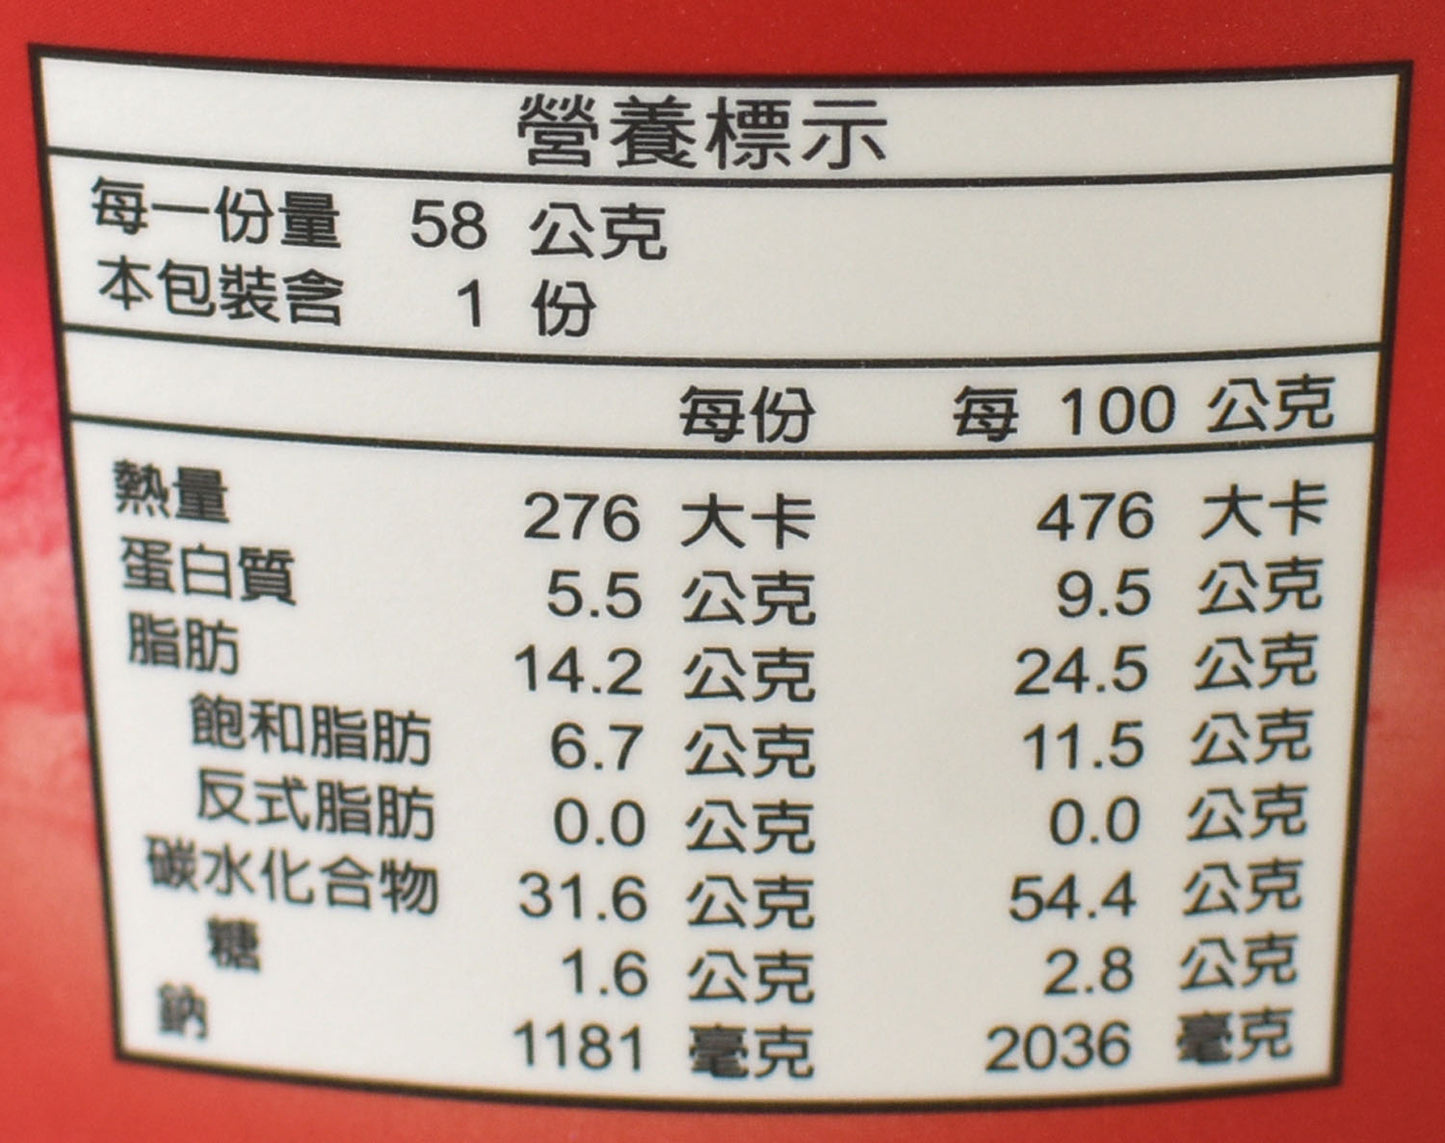 營養標示
每一份量 58 公克
本包裝含 1 份
每份 每 100 公克
熱量 276 大卡 476 大卡
蛋白質 5.5 公克 9.5 公克
脂肪 14.2 公克 24.5 公克
飽和脂肪 6.7 公克 11.5 公克
反式脂肪 0.0 公克 0.0 公克
碳水化合物 31.6 公克 54.4 公克
糖 1.6 公克 2.8 公克
鈉 1181 毫克 2036 毫克